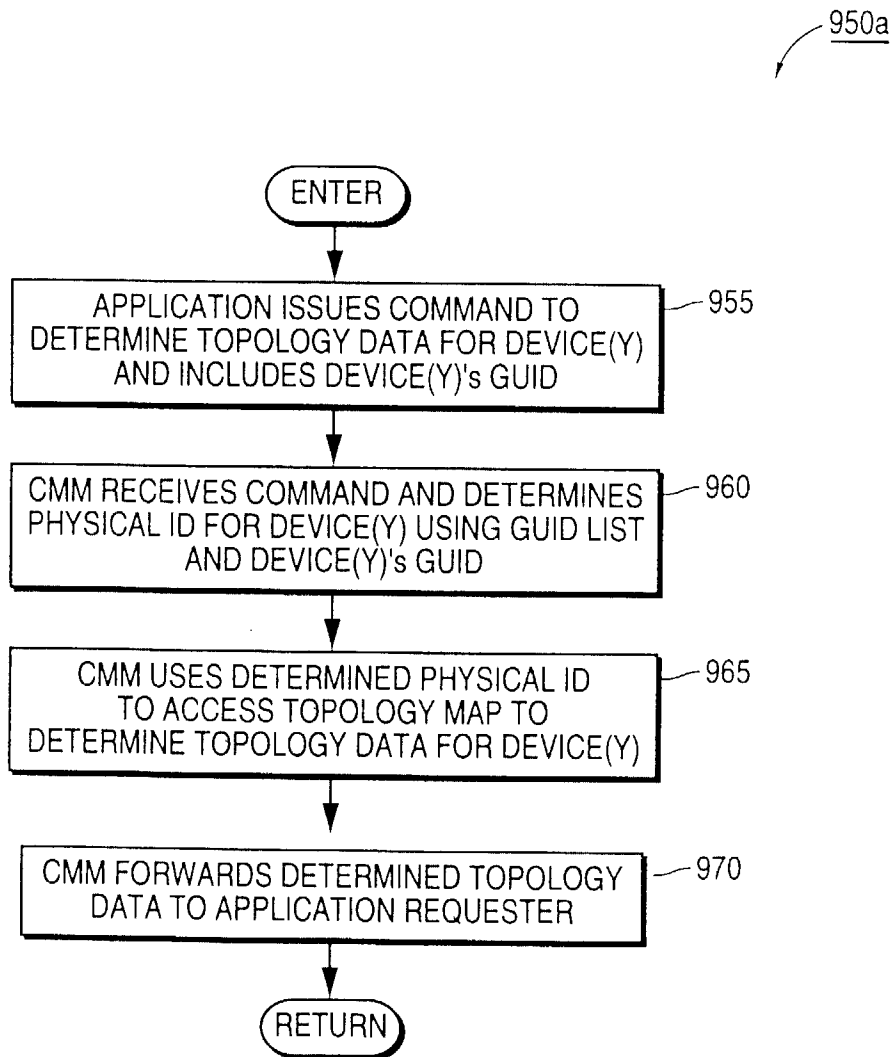 950a
ENTER
APPLICATION ISSUES COMMAND TO
DETERMINE TOPOLOGY DATA FOR DEVICE(Y)
AND INCLUDES DEVICE(Y)'s GUID
955
CMM RECEIVES COMMAND AND DETERMINES
PHYSICAL ID FOR DEVICE(Y) USING GUID LIST
AND DEVICE(Y)'s GUID
960
CMM USES DETERMINED PHYSICAL ID
TO ACCESS TOPOLOGY MAP TO
DETERMINE TOPOLOGY DATA FOR DEVICE(Y)
965
CMM FORWARDS DETERMINED TOPOLOGY
DATA TO APPLICATION REQUESTER
970
RETURN